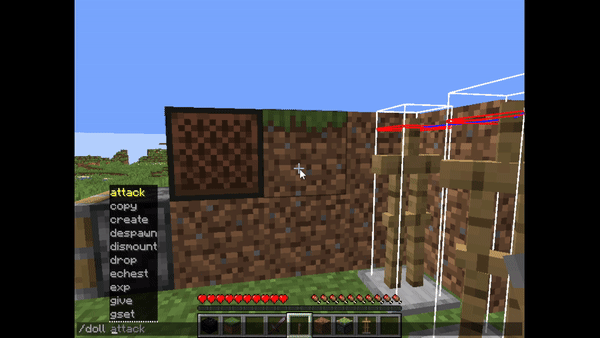 attack
copy
create
despawn
dismount
drop
echest
exp
give
gset
/doll attack